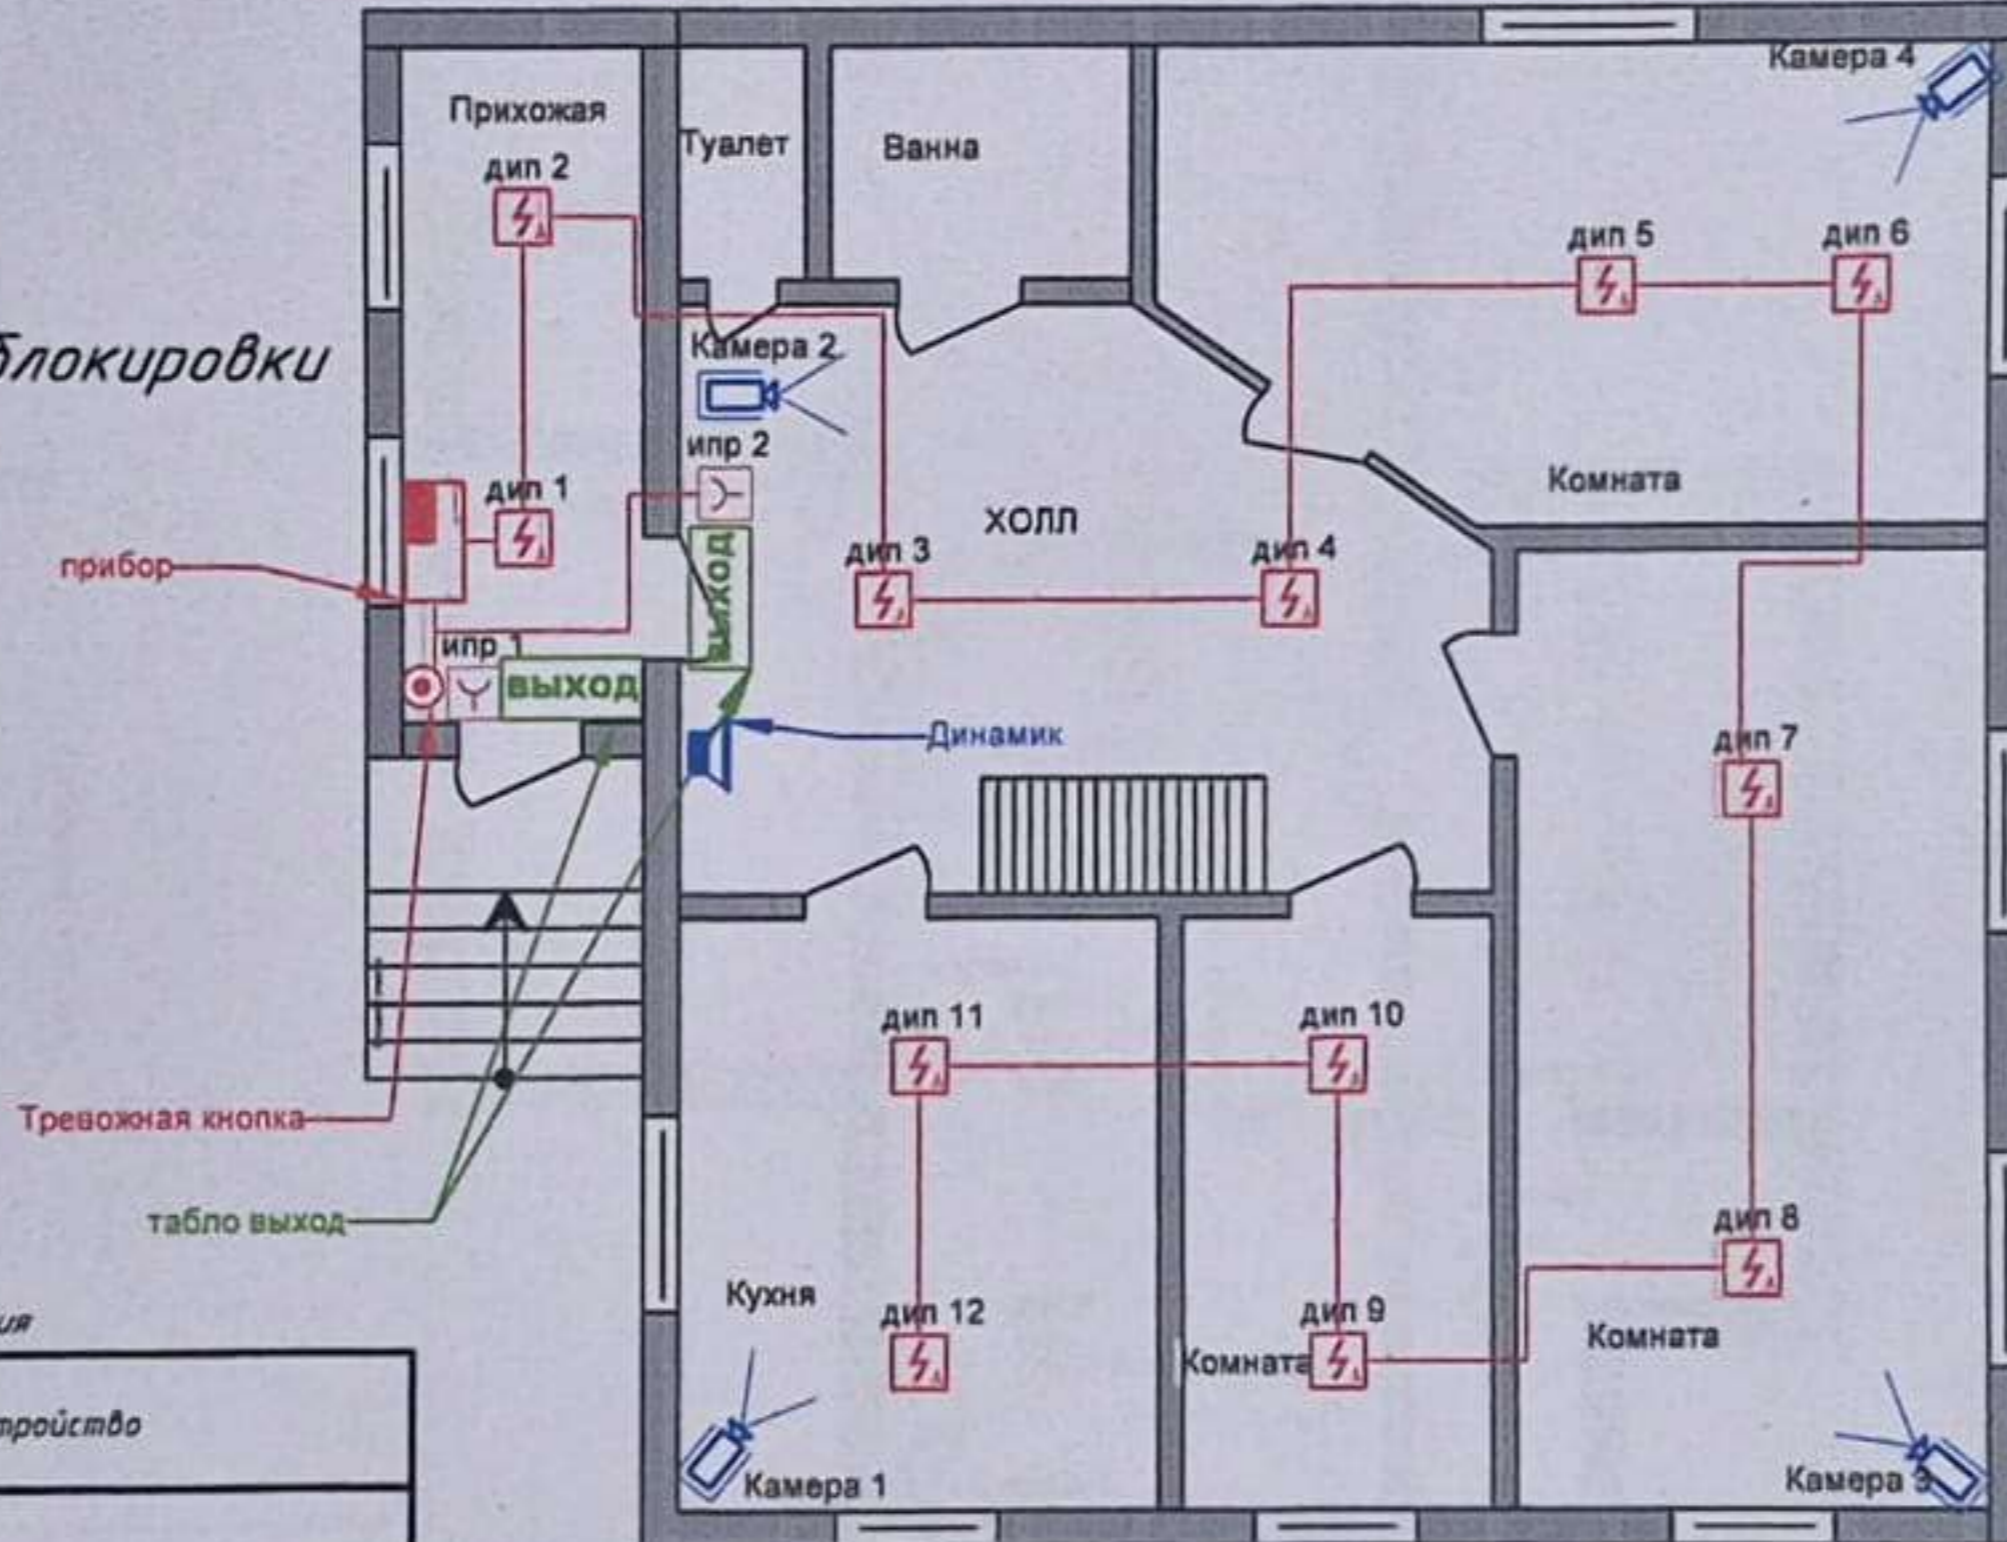 Камера 4
Прихожая
Туалет
Ванна
дип 2
дип 5
дип 6
блокировки
Камера 2
ипр 2
Комната
дип 1
ХОЛЛ
дип 3
дип 4
прибор
ВЫХОД
ипр 1
ВЫХОД
Динамик
дип 7
дип 11
дип 10
Тревожная кнопка
табло выход
дип 8
Кухня
дип 12
дип 9
Комната
Комната
Камера 1
Камера 3